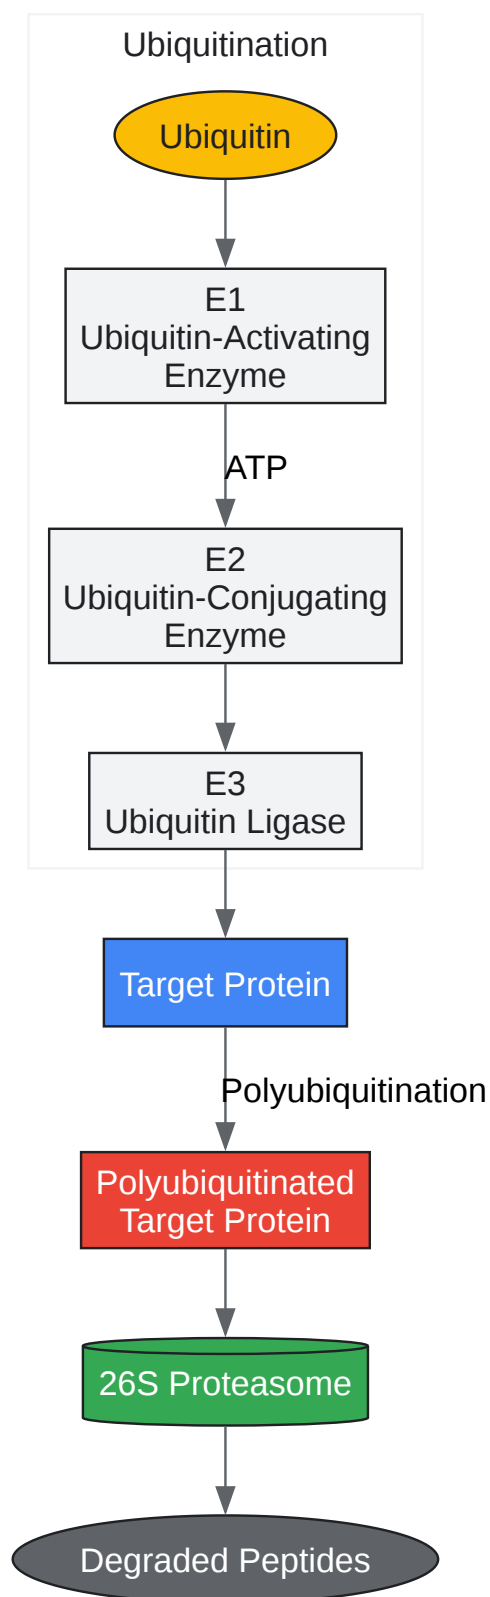 Ubiquitination
Ubiquitin
E1
Ubiquitin-Activating
Enzyme
ATP
E2
Ubiquitin-Conjugating
Enzyme
E3
Ubiquitin Ligase
Target Protein
Polyubiquitination
Polyubiquitinated
Target Protein
26S Proteasome
Degraded Peptides